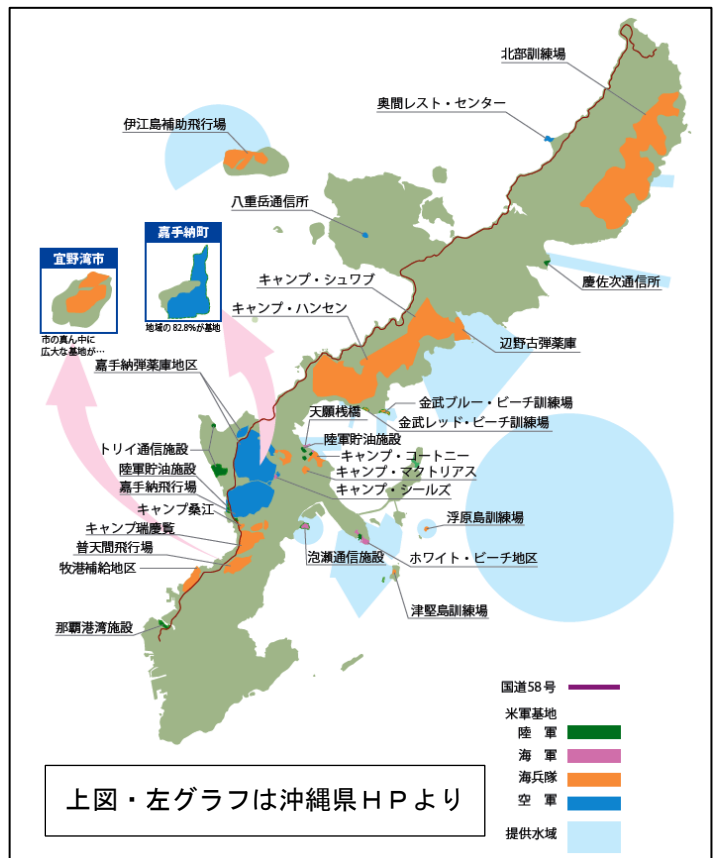 北部訓練場
奥間レスト・センター
伊江島補助飛行場
八重岳通信所
嘉手納町
宜野湾市
地域の82.8%が基地
市の真ん中に
広大な基地が…
キャンプ・シュワブ
慶佐次通信所
キャンプ・ハンセン
辺野古弾薬庫
嘉手納弾薬庫地区
金武ブルー・ビーチ訓練場
天願桟橋
金武レッド・ビーチ訓練場
陸軍貯油施設
トリイ通信施設
キャンプ・コートニー
陸軍貯油施設
キャンプ・マクトリアス
嘉手納飛行場
キャンプ・シールズ
キャンプ桑江
浮原島訓練場
キャンプ瑞慶覧
普天間飛行場
泡瀬通信施設
ホワイト・ビーチ地区
牧港補給地区
津堅島訓練場
那覇港湾施設
国道58号
米軍基地
陸 軍
海 軍
海兵隊
空 軍
提供水域
上図・左グラフは沖縄県HPより